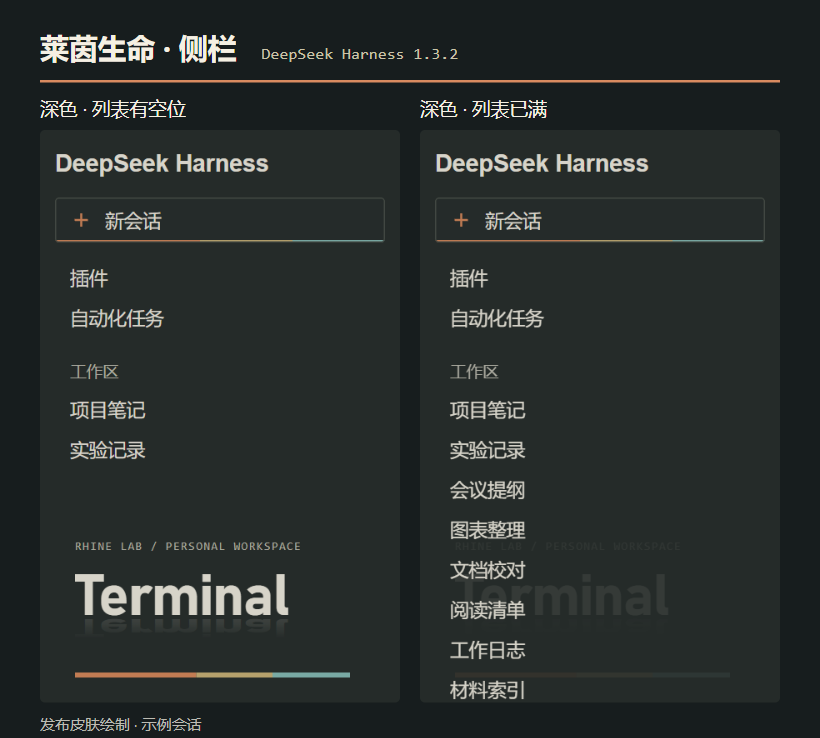 莱茵生命 · 侧栏 DeepSeek Harness 1.3.2
深色 · 列表有空位
DeepSeek Harness
+ 新会话
插件
自动化任务
工作区
项目笔记
实验记录
RHINE LAB / PERSONAL WORKSPACE
Terminal
深色 · 列表已满
DeepSeek Harness
+ 新会话
插件
自动化任务
工作区
项目笔记
实验记录
会议提纲
图表整理
RHINE LAB / PERSONAL WORKSPACE
文档校对
Terminal
阅读清单
工作日志
材料索引
发布皮肤绘制 · 示例会话